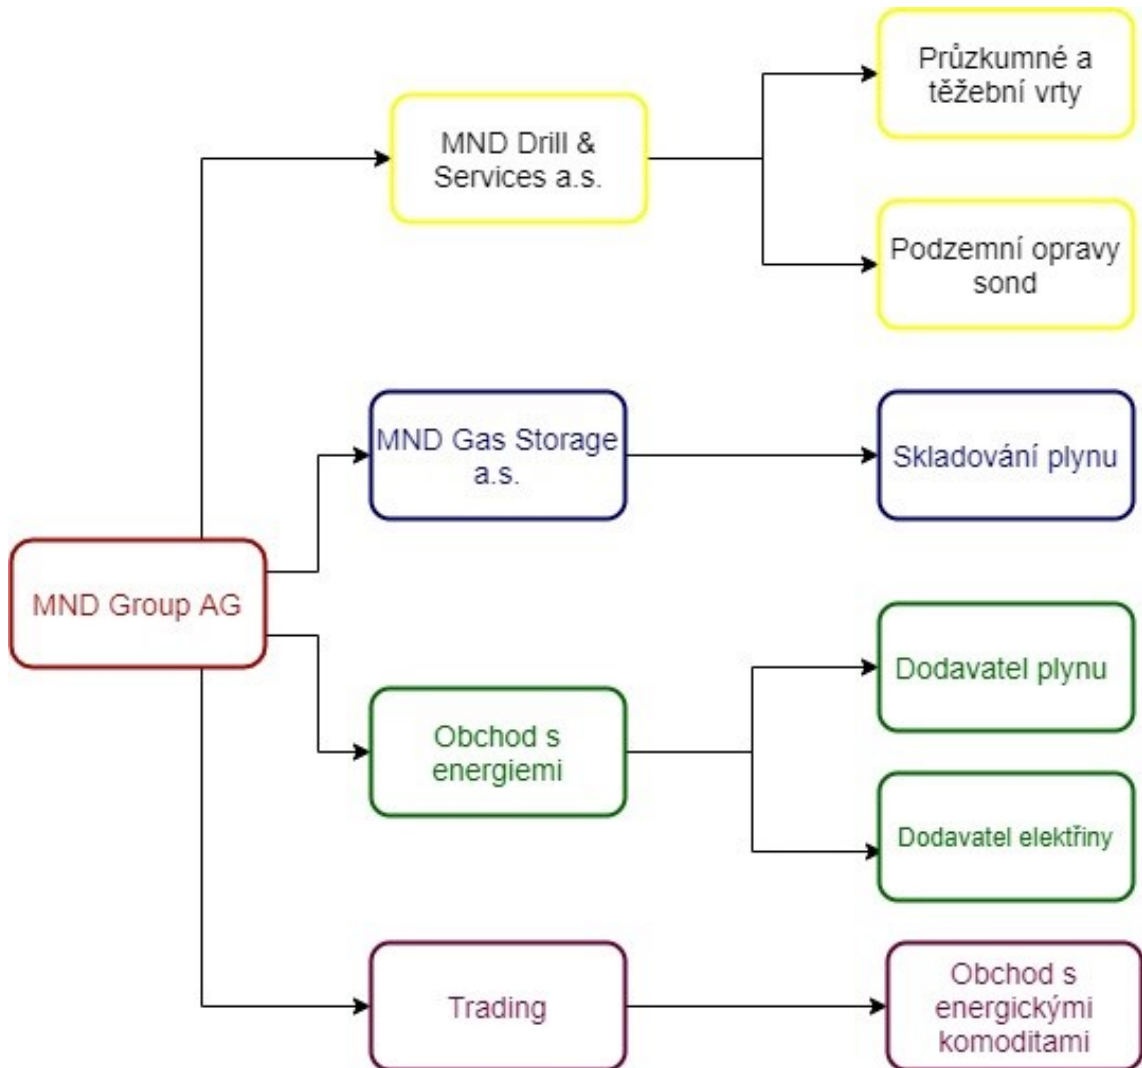 Průzkumné a
těžební vrty
MND Drill &
Services a.s.
Podzemní opravy
sond
MND Gas Storage
a.s.
Skladování plynu
MND Group AG
Dodavatel plynu
Obchod s
energiemi
Dodavatel elektřiny
Trading
Obchod s
energickými
komoditami